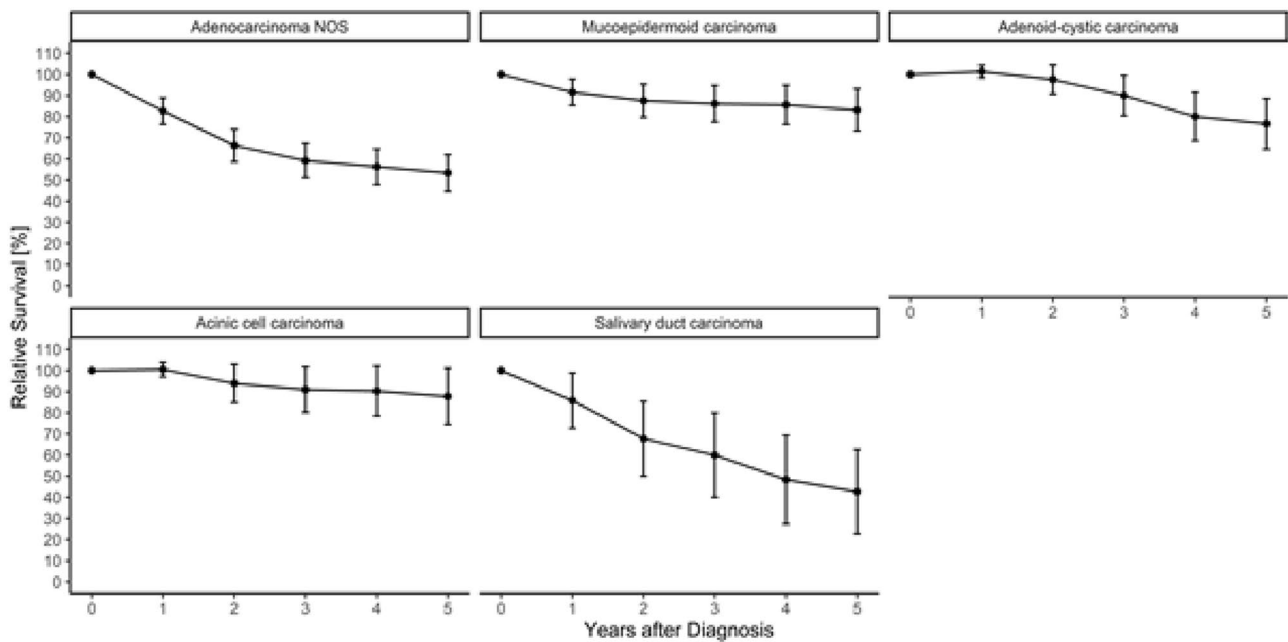 Adenocarcinoma NOS
Mucoepidermoid carcinoma
Adenoid-cystic carcinoma
110
100
90
80
70
60
50
40
30
20
10
0
0 1 2 3 4 5
Relative Survival [%]
Acinic cell carcinoma
Salivary duct carcinoma
110
100
90
80
70
60
50
40
30
20
10
0
0 1 2 3 4 5
0 1 2 3 4 5
Years after Diagnosis